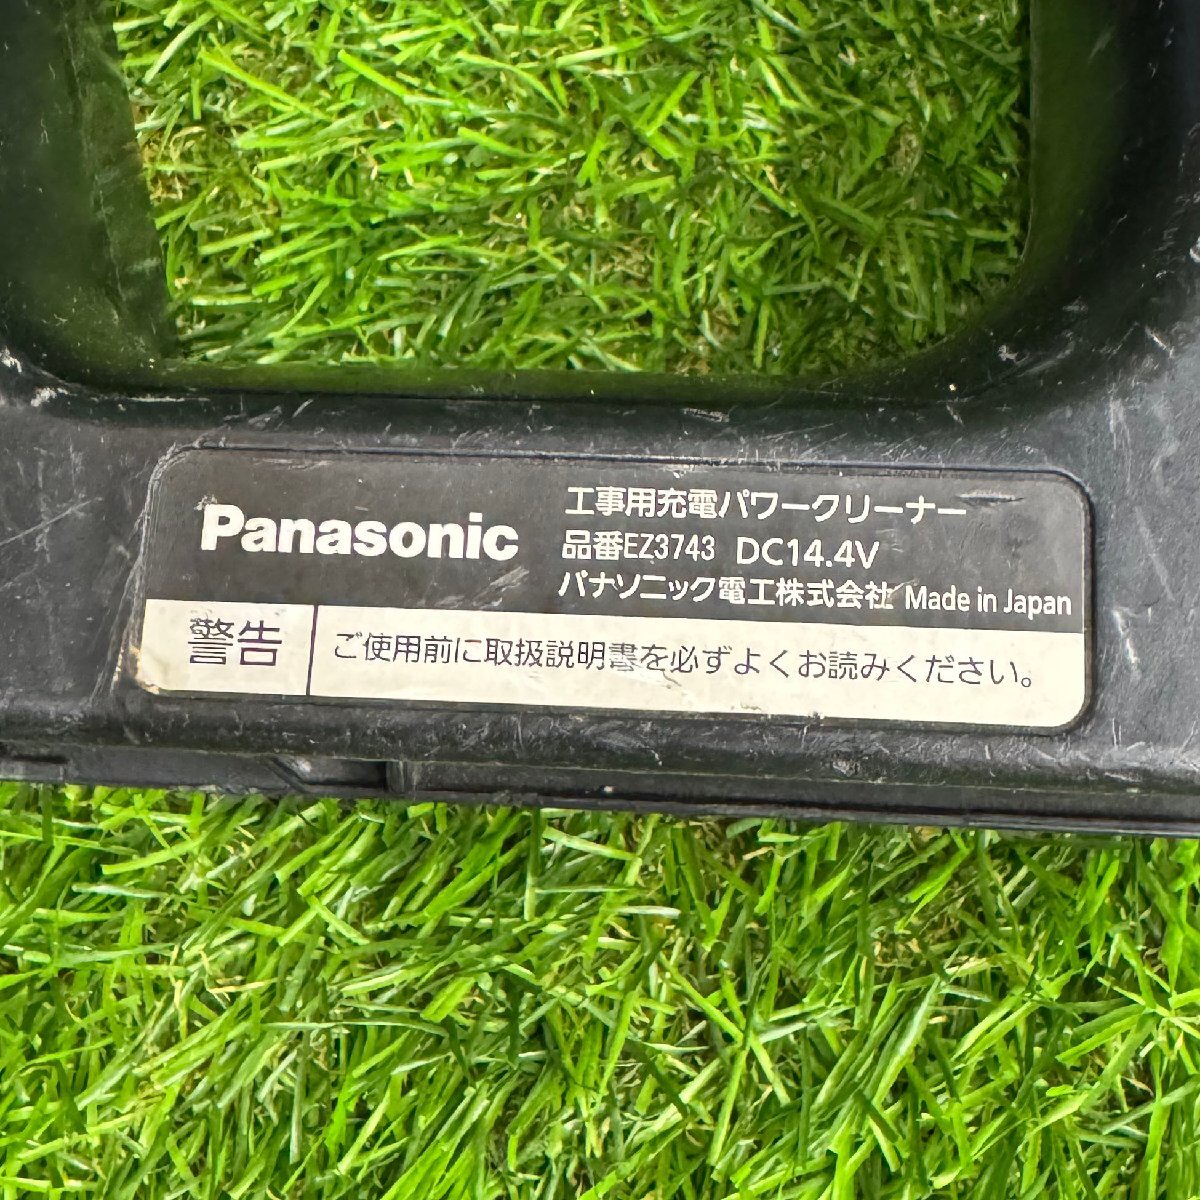 Panasonic
工事用充電パワークリーナー
品番EZ3743 DC14.4V
パナソニック電工株式会社 Made in Japan
警告 ご使用前に取扱説明書を必ずよくお読みください。